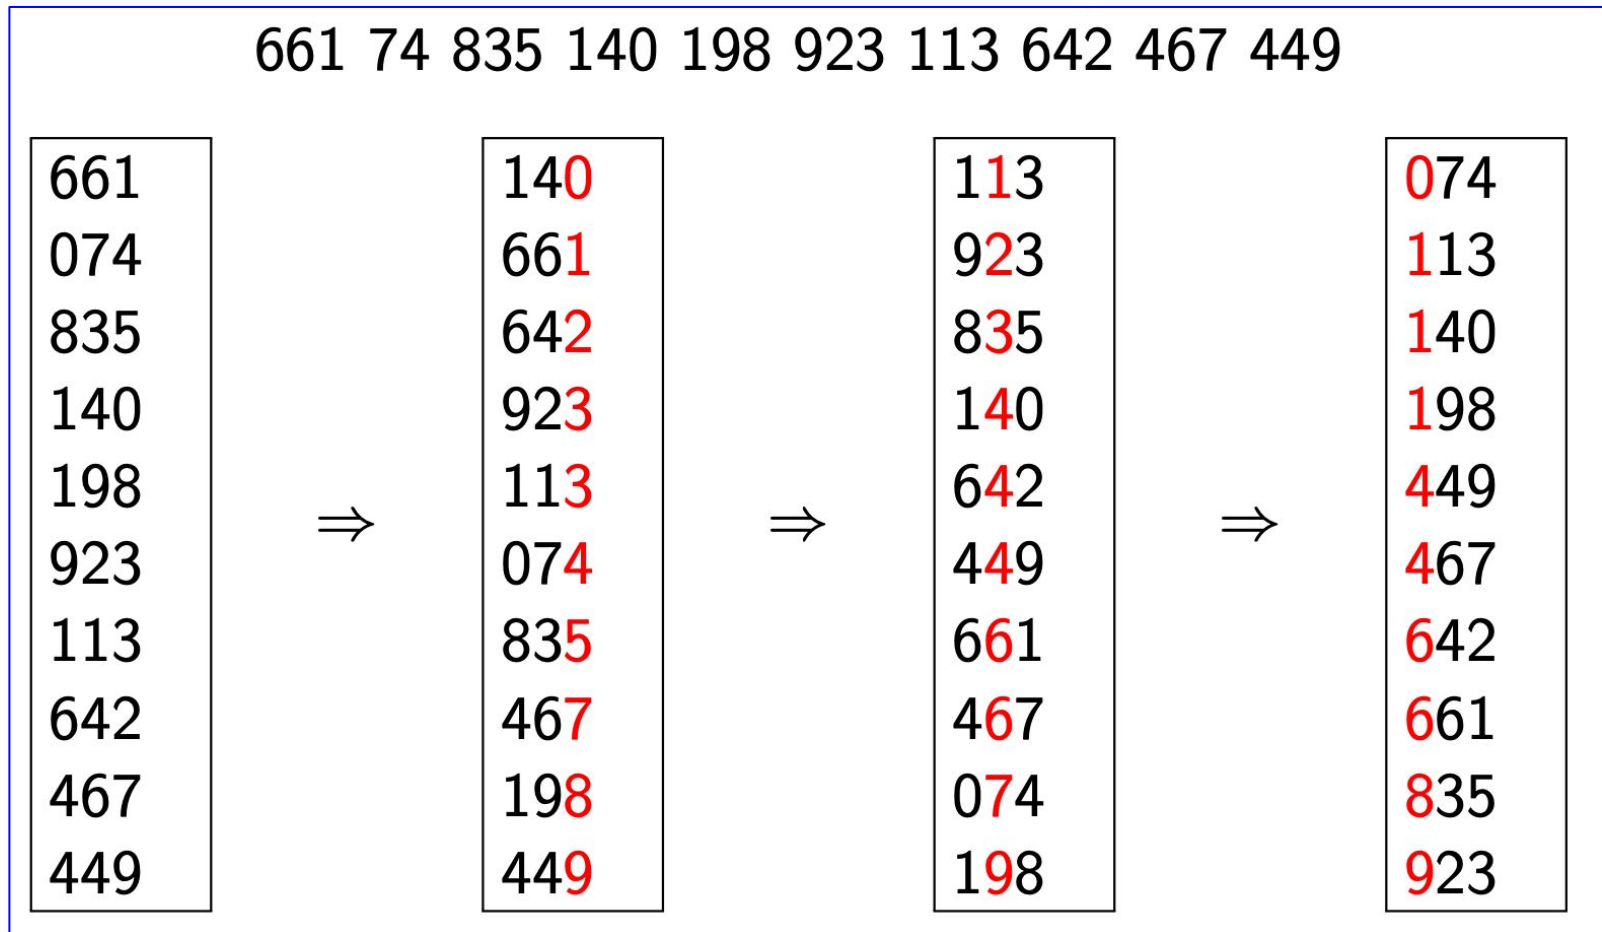 661 74 835 140 198 923 113 642 467 449
661 140 113 074
074 661 923 113
835 642 835 140
140 923 140 198
198 113 642 449
⇒ ⇒ ⇒
923 074 449 467
113 835 661 642
642 467 467 661
467 198 074 835
449 449 198 923